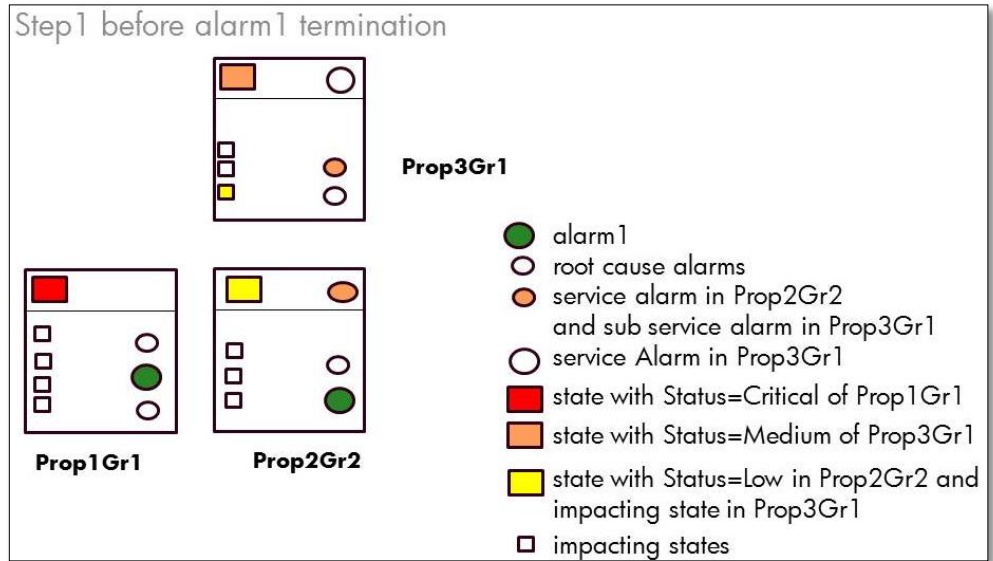 Step1 before alarm1 termination
Prop3Gr1
alarm1
root cause alarms
service alarm in Prop2Gr2
and sub service alarm in Prop3Gr1
service Alarm in Prop3Gr1
state with Status=Critical of Prop1Gr1
state with Status=Medium of Prop3Gr1
state with Status=Low in Prop2Gr2 and
impacting state in Prop3Gr1
impacting states
Prop1Gr1
Prop2Gr2